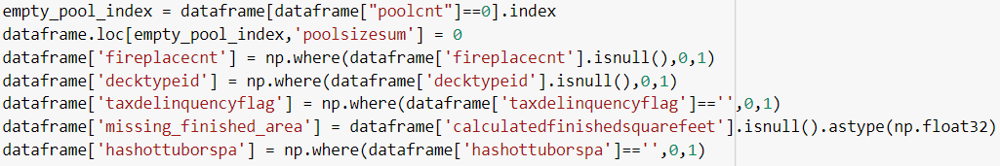 empty_pool_index = dataframe[dataframe["poolcnt"]==0].index
dataframe.loc[empty_pool_index,'poolsizesum'] = 0
dataframe['fireplacecnt'] = np.where(dataframe['fireplacecnt'].isnull(),0,1)
dataframe['decktypeid'] = np.where(dataframe['decktypeid'].isnull(),0,1)
dataframe['taxdelinquencyflag'] = np.where(dataframe['taxdelinquencyflag']=='',0,1)
dataframe['missing_finished_area'] = dataframe['calculatedfinishedsquarefeet'].isnull().astype(np.float32)
dataframe['hashottuborspa'] = np.where(dataframe['hashottuborspa']=='',0,1)